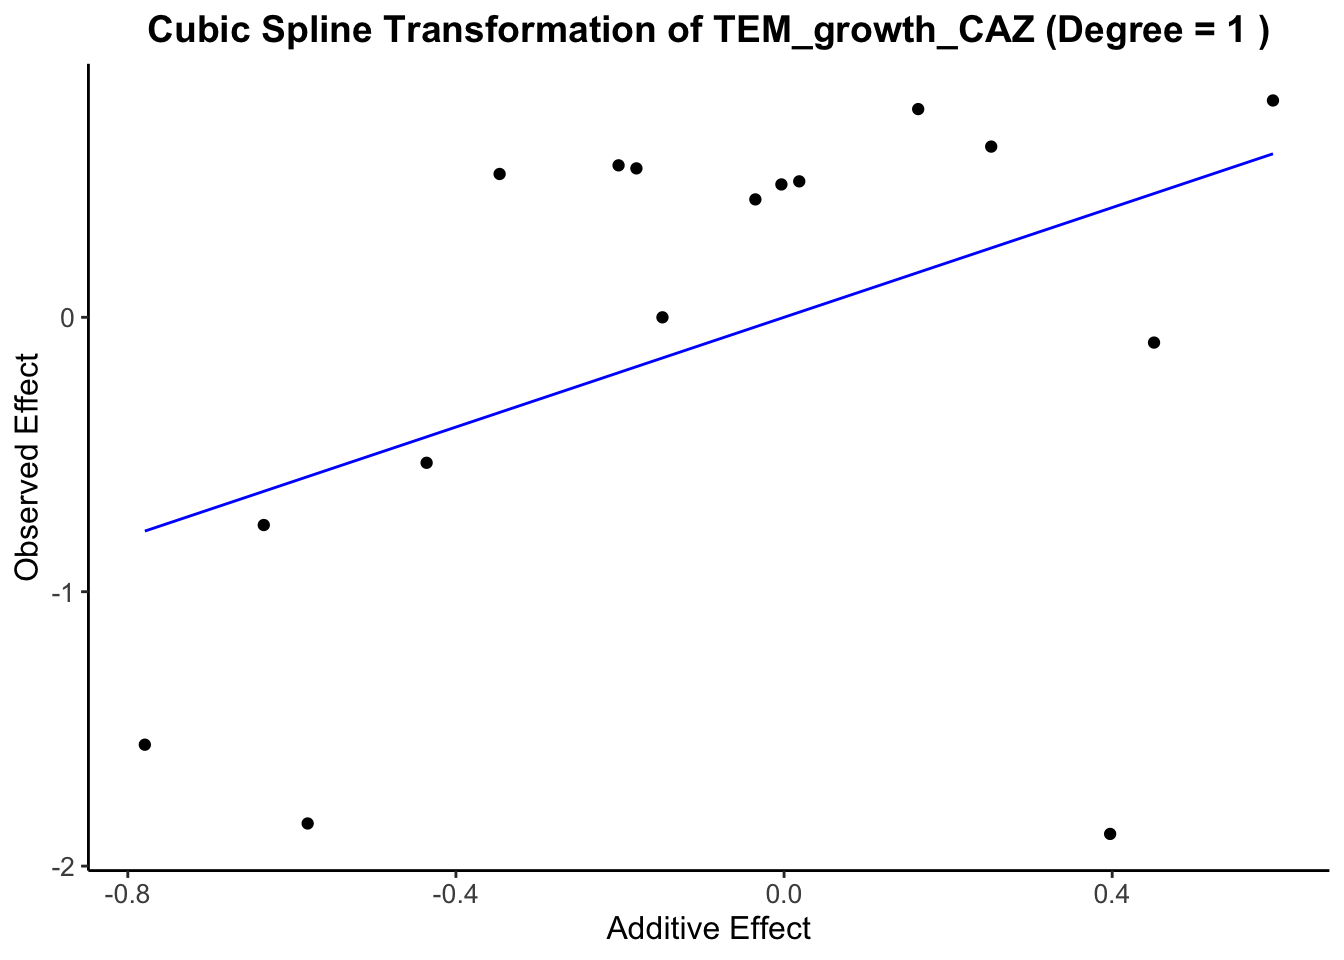 Cubic Spline Transformation of TEM_growth_CAZ (Degree = 1 )
Observed Effect
0
-1
-2
-0.8
-0.4
0.0
0.4
Additive Effect